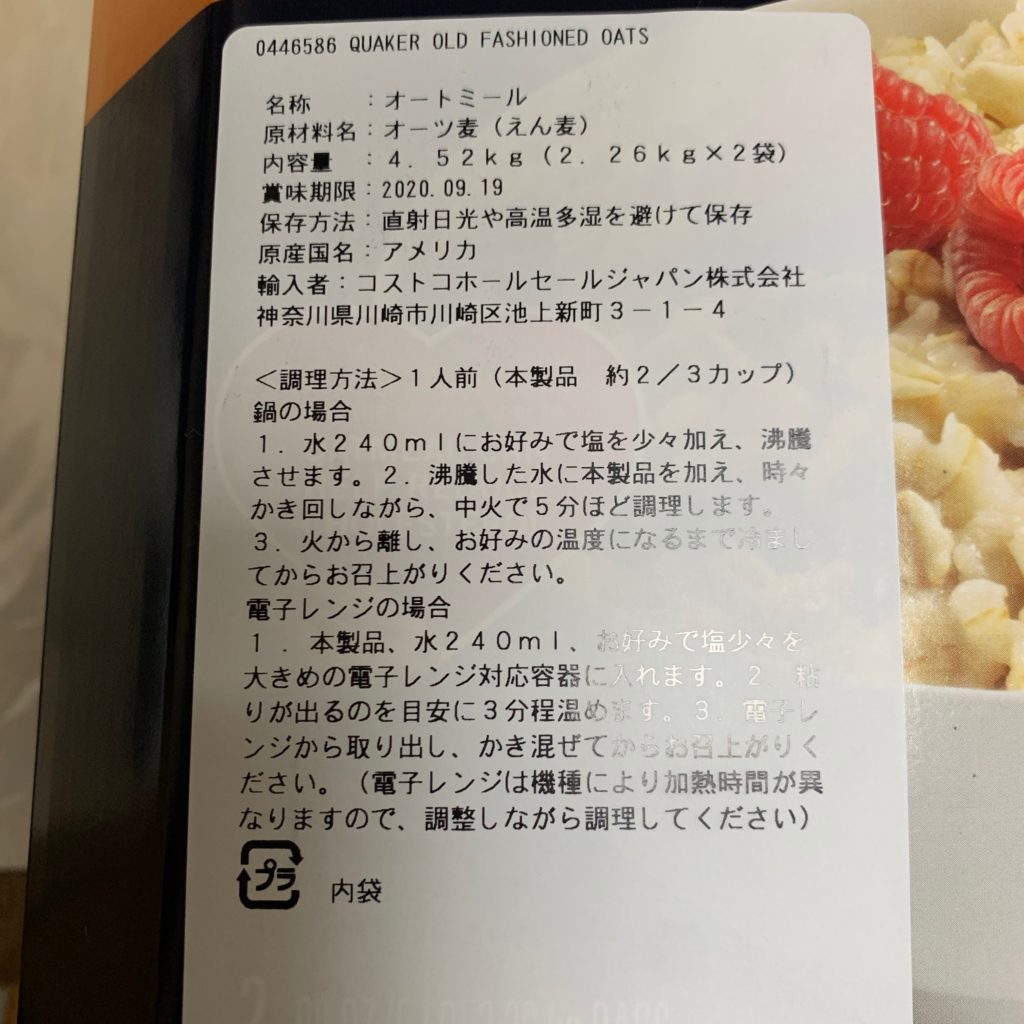 0446586 QUAKER OLD FASHIONED OATS
名称　　：オートミール
原材料名：オーツ麦（えん麦）
内容量　：４．５２ｋｇ（２．２６ｋｇ×２袋）
賞味期限：2020.09.19
保存方法：直射日光や高温多湿を避けて保存
原産国名：アメリカ
輸入者：コストコホールセールジャパン株式会社
神奈川県川崎市川崎区池上新町３－１－４
＜調理方法＞１人前（本製品　約２／３カップ）
鍋の場合
１．水２４０ｍｌにお好みで塩を少々加え、沸騰
させます。２．沸騰した水に本製品を加え、時々
かき回しながら、中火で５分ほど調理します。
３．火から離し、お好みの温度になるまで冷まし
てからお召上がりください。
電子レンジの場合
１．本製品、水２４０ｍｌ、お好みで塩少々を
大きめの電子レンジ対応容器に入れます。２．粘
りが出るのを目安に３分程温めます。３．電子レ
ンジから取り出し、かき混ぜてからお召上がりく
ださい。（電子レンジは機種により加熱時間が異
なりますので、調整しながら調理してください）
プラ　内袋